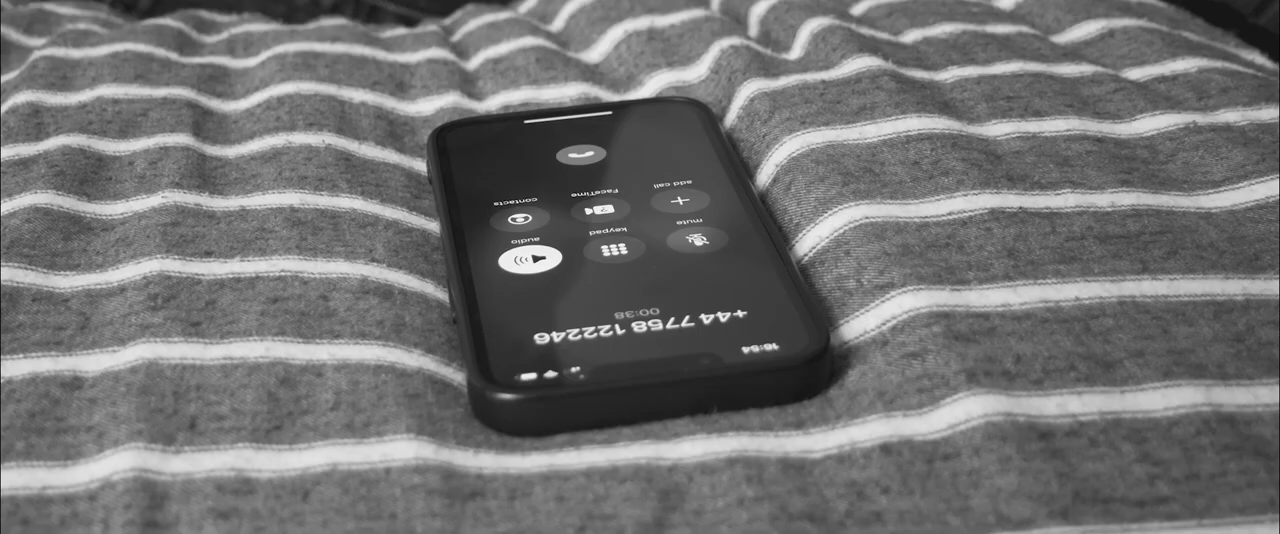 16:54
+44 7758 122246
00:38
mute keypad audio
add call FaceTime contacts